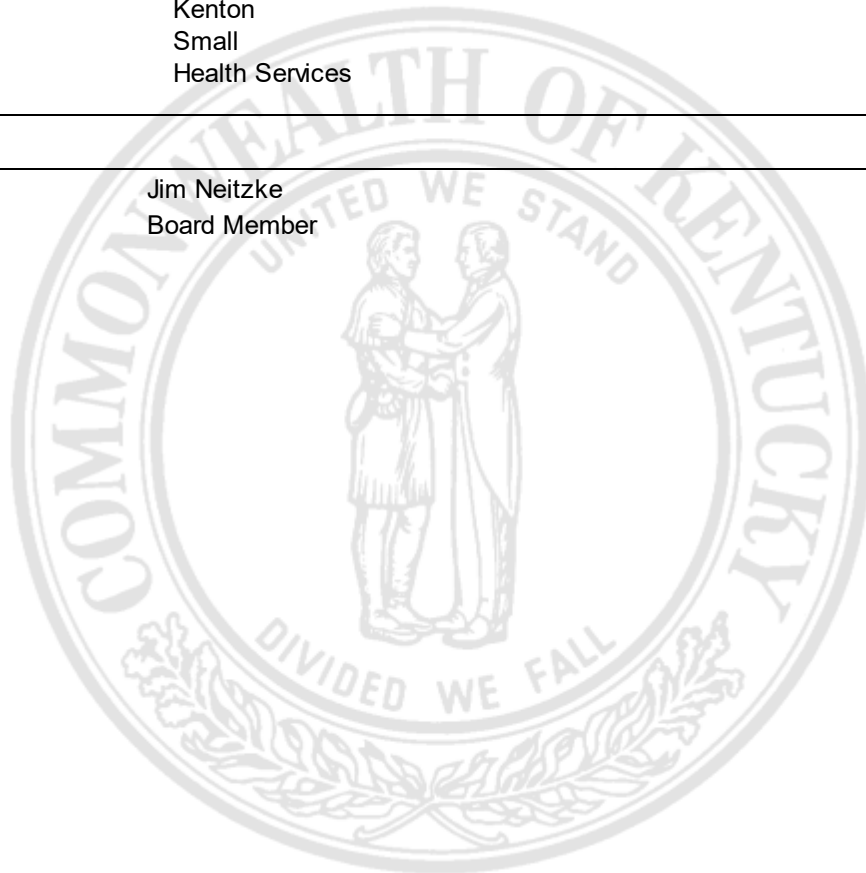 Kenton
Small
Health Services
Jim Neitzke
Board Member
COMMONWEALTH OF KENTUCKY
UNITED WE STAND
DIVIDED WE FALL